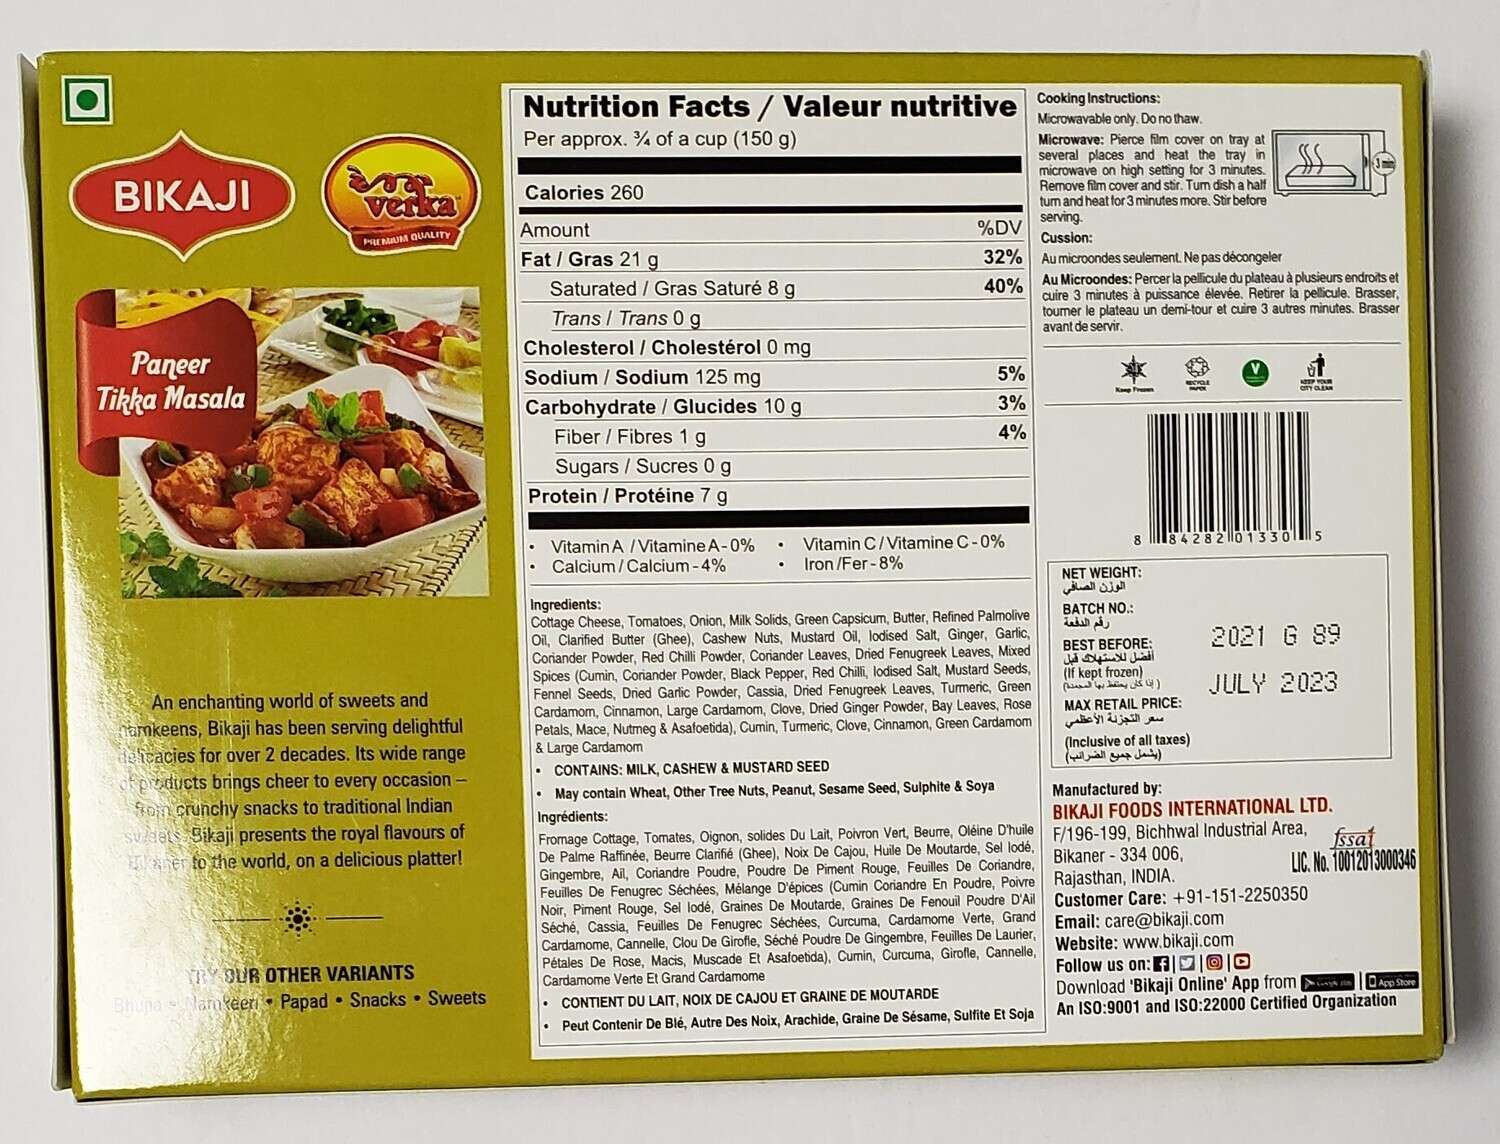 BIKAJI
verka
PREMIUM QUALITY
Paneer
Tikka Masala
An enchanting world of sweets and
namkeens, Bikaji has been serving delightful
delicacies for over 2 decades. Its wide range
of products brings cheer to every occasion –
from crunchy snacks to traditional Indian
sweets. Bikaji presents the royal flavours of
Bikaner to the world, on a delicious platter!
TRY OUR OTHER VARIANTS
Bhujia • Namkeen • Papad • Snacks • Sweets
Nutrition Facts / Valeur nutritive
Per approx. ¾ of a cup (150 g)
Calories 260
Amount %DV
Fat / Gras 21 g 32%
Saturated / Gras Saturé 8 g 40%
Trans / Trans 0 g
Cholesterol / Cholestérol 0 mg
Sodium / Sodium 125 mg 5%
Carbohydrate / Glucides 10 g 3%
Fiber / Fibres 1 g 4%
Sugars / Sucres 0 g
Protein / Protéine 7 g
• Vitamin A / Vitamine A - 0% • Vitamin C / Vitamine C - 0%
• Calcium / Calcium - 4% • Iron /Fer - 8%
Ingredients:
Cottage Cheese, Tomatoes, Onion, Milk Solids, Green Capsicum, Butter, Refined Palmolive
Oil, Clarified Butter (Ghee), Cashew Nuts, Mustard Oil, Iodised Salt, Ginger, Garlic,
Coriander Powder, Red Chilli Powder, Coriander Leaves, Dried Fenugreek Leaves, Mixed
Spices (Cumin, Coriander Powder, Black Pepper, Red Chilli, Iodised Salt, Mustard Seeds,
Fennel Seeds, Dried Garlic Powder, Cassia, Dried Fenugreek Leaves, Turmeric, Green
Cardamom, Cinnamon, Large Cardamom, Clove, Dried Ginger Powder, Bay Leaves, Rose
Petals, Mace, Nutmeg & Asafoetida), Cumin, Turmeric, Clove, Cinnamon, Green Cardamom
& Large Cardamom
• CONTAINS: MILK, CASHEW & MUSTARD SEED
• May contain Wheat, Other Tree Nuts, Peanut, Sesame Seed, Sulphite & Soya
Ingrédients:
Fromage Cottage, Tomates, Oignon, solides Du Lait, Poivron Vert, Beurre, Oléine D'huile
De Palme Raffinée, Beurre Clarifié (Ghee), Noix De Cajou, Huile De Moutarde, Sel Iodé,
Gingembre, Ail, Coriandre Poudre, Poudre De Piment Rouge, Feuilles De Coriandre,
Feuilles De Fenugrec Séchées, Mélange D'épices (Cumin Coriandre En Poudre, Poivre
Noir, Piment Rouge, Sel Iodé, Graines De Moutarde, Graines De Fenouil Poudre D'Ail
Séché, Cassia, Feuilles De Fenugrec Séchées, Curcuma, Cardamome Verte, Grand
Cardamome, Cannelle, Clou De Girofle, Séché Poudre De Gingembre, Feuilles De Laurier,
Pétales De Rose, Macis, Muscade Et Asafoetida), Cumin, Curcuma, Girofle, Cannelle,
Cardamome Verte Et Grand Cardamome
• CONTIENT DU LAIT, NOIX DE CAJOU ET GRAINE DE MOUTARDE
• Peut Contenir De Blé, Autre Des Noix, Arachide, Graine De Sésame, Sulfite Et Soja
Cooking Instructions:
Microwavable only. Do no thaw.
Microwave: Pierce film cover on tray at
several places and heat the tray in
microwave on high setting for 3 minutes.
Remove film cover and stir. Turn dish a half
turn and heat for 3 minutes more. Stir before
serving.
3 min
Cussion:
Au microondes seulement. Ne pas décongeler
Au Microondes: Percer la pellicule du plateau à plusieurs endroits et
cuire 3 minutes à puissance élevée. Retirer la pellicule. Brasser,
tourner le plateau un demi-tour et cuire 3 autres minutes. Brasser
avant de servir.
Keep Frozen
RECYCLE
PAPER
V
KEEP YOUR
CITY CLEAN
8 84282 01330 5
NET WEIGHT:
الوزن الصافي
BATCH NO.:
رقم الدفعة
2021 G 89
BEST BEFORE:
أفضل للاستهلاك قبل
(If kept frozen)
(إذا كان يحتفظ بها المجمدة)
JULY 2023
MAX RETAIL PRICE:
سعر التجزئة الأعظمي
(Inclusive of all taxes)
(يشمل جميع الضرائب)
Manufactured by:
BIKAJI FOODS INTERNATIONAL LTD.
F/196-199, Bichhwal Industrial Area,
Bikaner - 334 006,
Rajasthan, INDIA.
fssai
LIC. No. 10012013000346
Customer Care: +91-151-2250350
Email: care@bikaji.com
Website: www.bikaji.com
Follow us on:
Download 'Bikaji Online' App from | App Store
An ISO:9001 and ISO:22000 Certified Organization